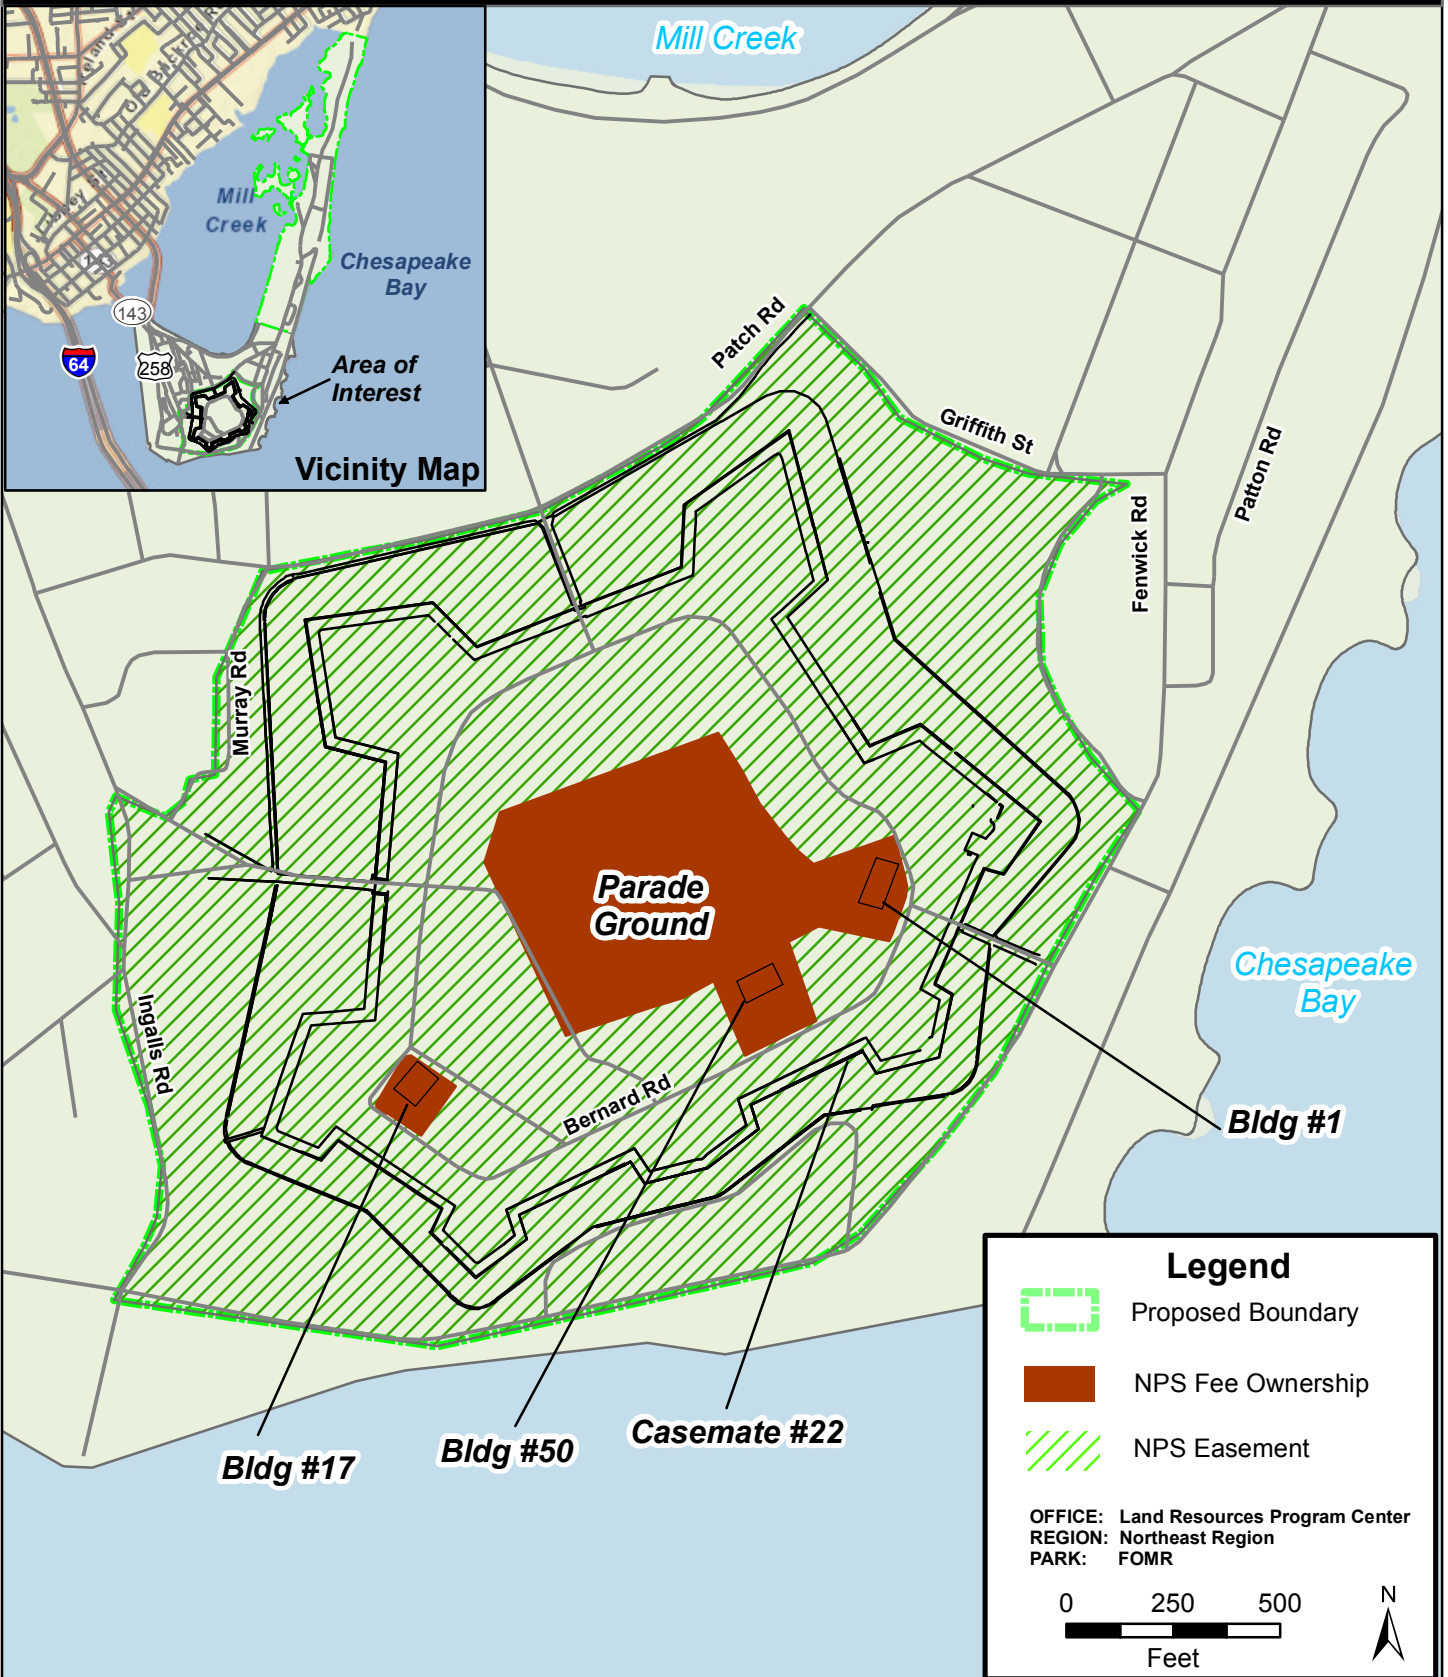 Mill Creek
Old Buckroe R
Mill
Creek
Chesapeake
Bay
143
143
64
258
Area of
Interest
Vicinity Map
Patch Rd
Griffith St
Patton Rd
Fenwick Rd
Murray Rd
Parade
Ground
Chesapeake
Bay
Ingalls Rd
Bernard Rd
Bldg #1
Casemate #22
Bldg #50
Bldg #17
Legend
Proposed Boundary
NPS Fee Ownership
NPS Easement
OFFICE: Land Resources Program Center
REGION: Northeast Region
PARK: FOMR
0 250 500
Feet
N